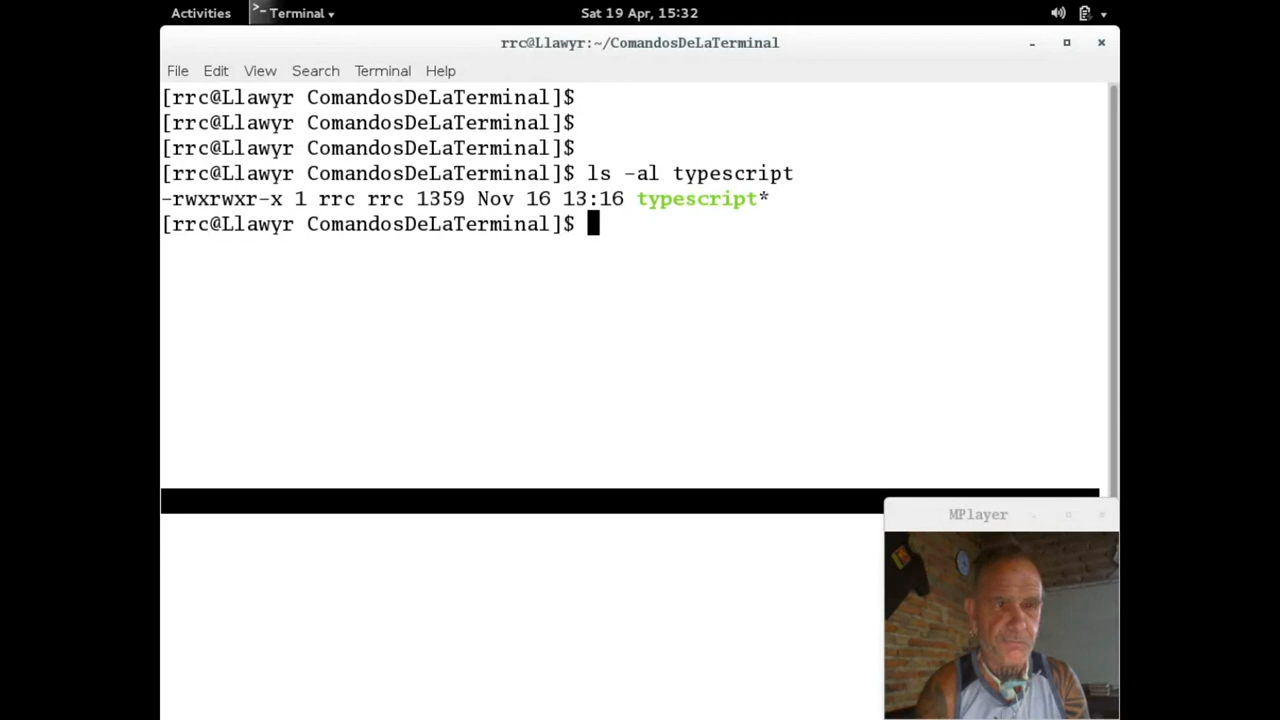 Activities Terminal Sat 19 Apr, 15:32
rrc@Llawyr:~/ComandosDeLaTerminal
File Edit View Search Terminal Help
[rrc@Llawyr ComandosDeLaTerminal]$
[rrc@Llawyr ComandosDeLaTerminal]$
[rrc@Llawyr ComandosDeLaTerminal]$
[rrc@Llawyr ComandosDeLaTerminal]$ ls -al typescript
-rwxrwxr-x 1 rrc rrc 1359 Nov 16 13:16 typescript*
[rrc@Llawyr ComandosDeLaTerminal]$
MPlayer